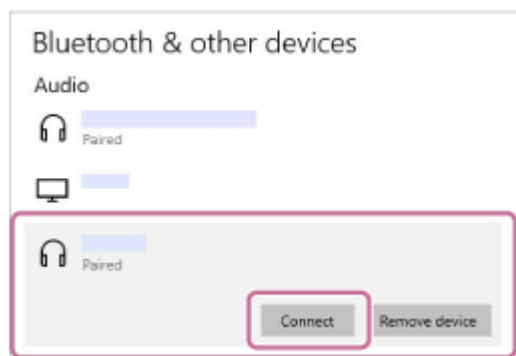 Bluetooth & other devices
Audio
Paired
Paired
Connect
Remove device